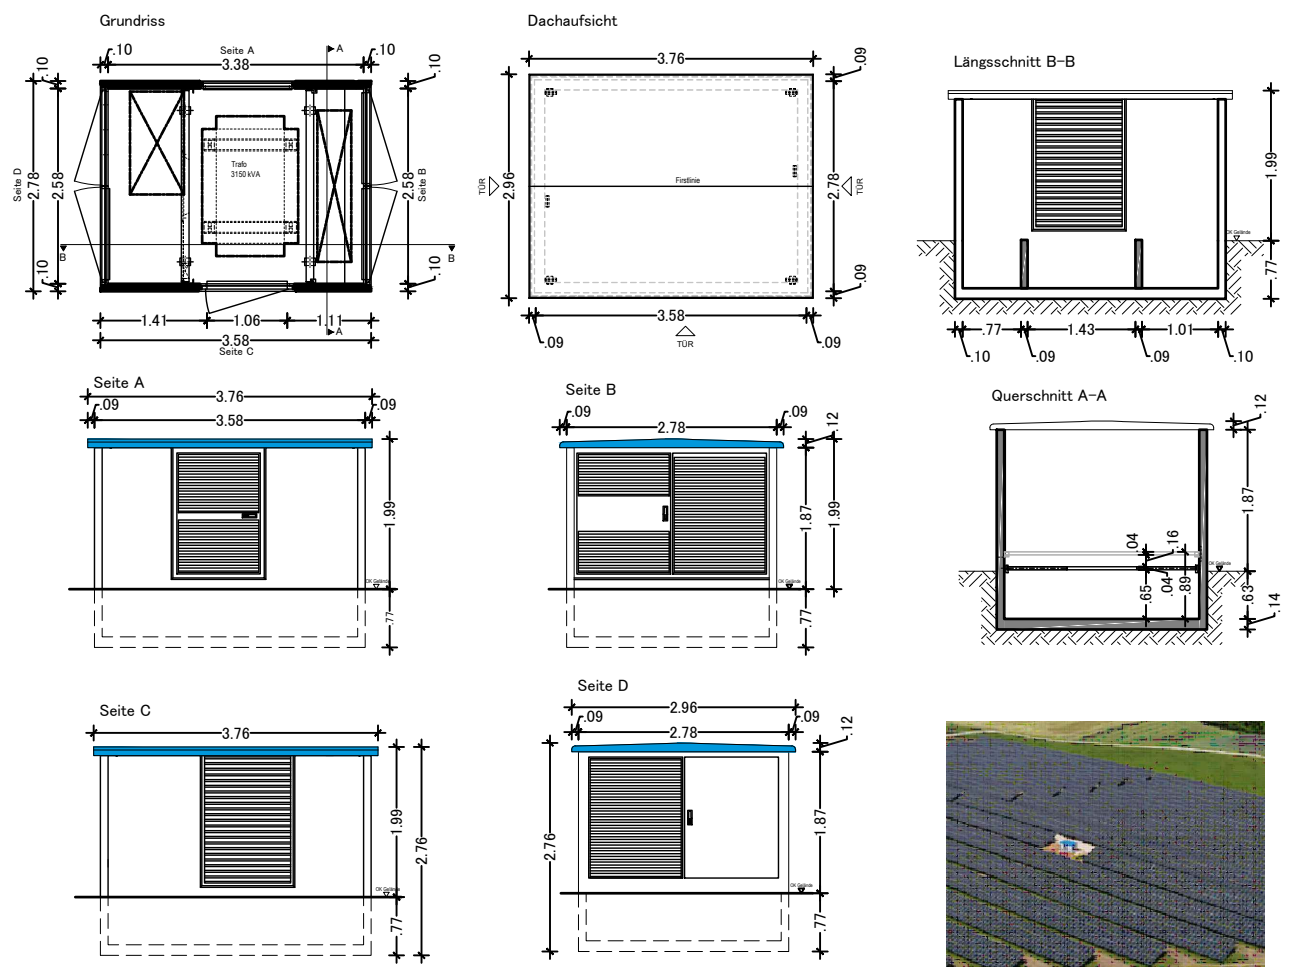 Grundriss
.10
Seite A
A
.10
3.38
.10
.10
Seite D
2.78
2.58
Trafo
3150 kVA
2.58
Seite B
B
B
.10
.10
1.41
1.06
1.11
A
3.58
Seite C
Dachaufsicht
3.76
.09
TÜR
2.96
Firstlinie
2.78
TÜR
.09
3.58
.09
.09
TÜR
Längsschnitt B-B
1.99
OK Gelände
.77
.77
1.43
1.01
.10
.09
.09
.10
Seite A
3.76
.09
.09
3.58
1.99
OK Gelände
.77
Seite B
.09
.09
2.78
.12
1.87
1.99
OK Gelände
.77
Querschnitt A-A
.12
1.87
.04
.16
OK Gelände
.65
.04
.89
.63
.14
Seite C
3.76
1.99
2.76
OK Gelände
.77
Seite D
2.96
.09
.09
2.78
.12
2.76
1.87
OK Gelände
.77